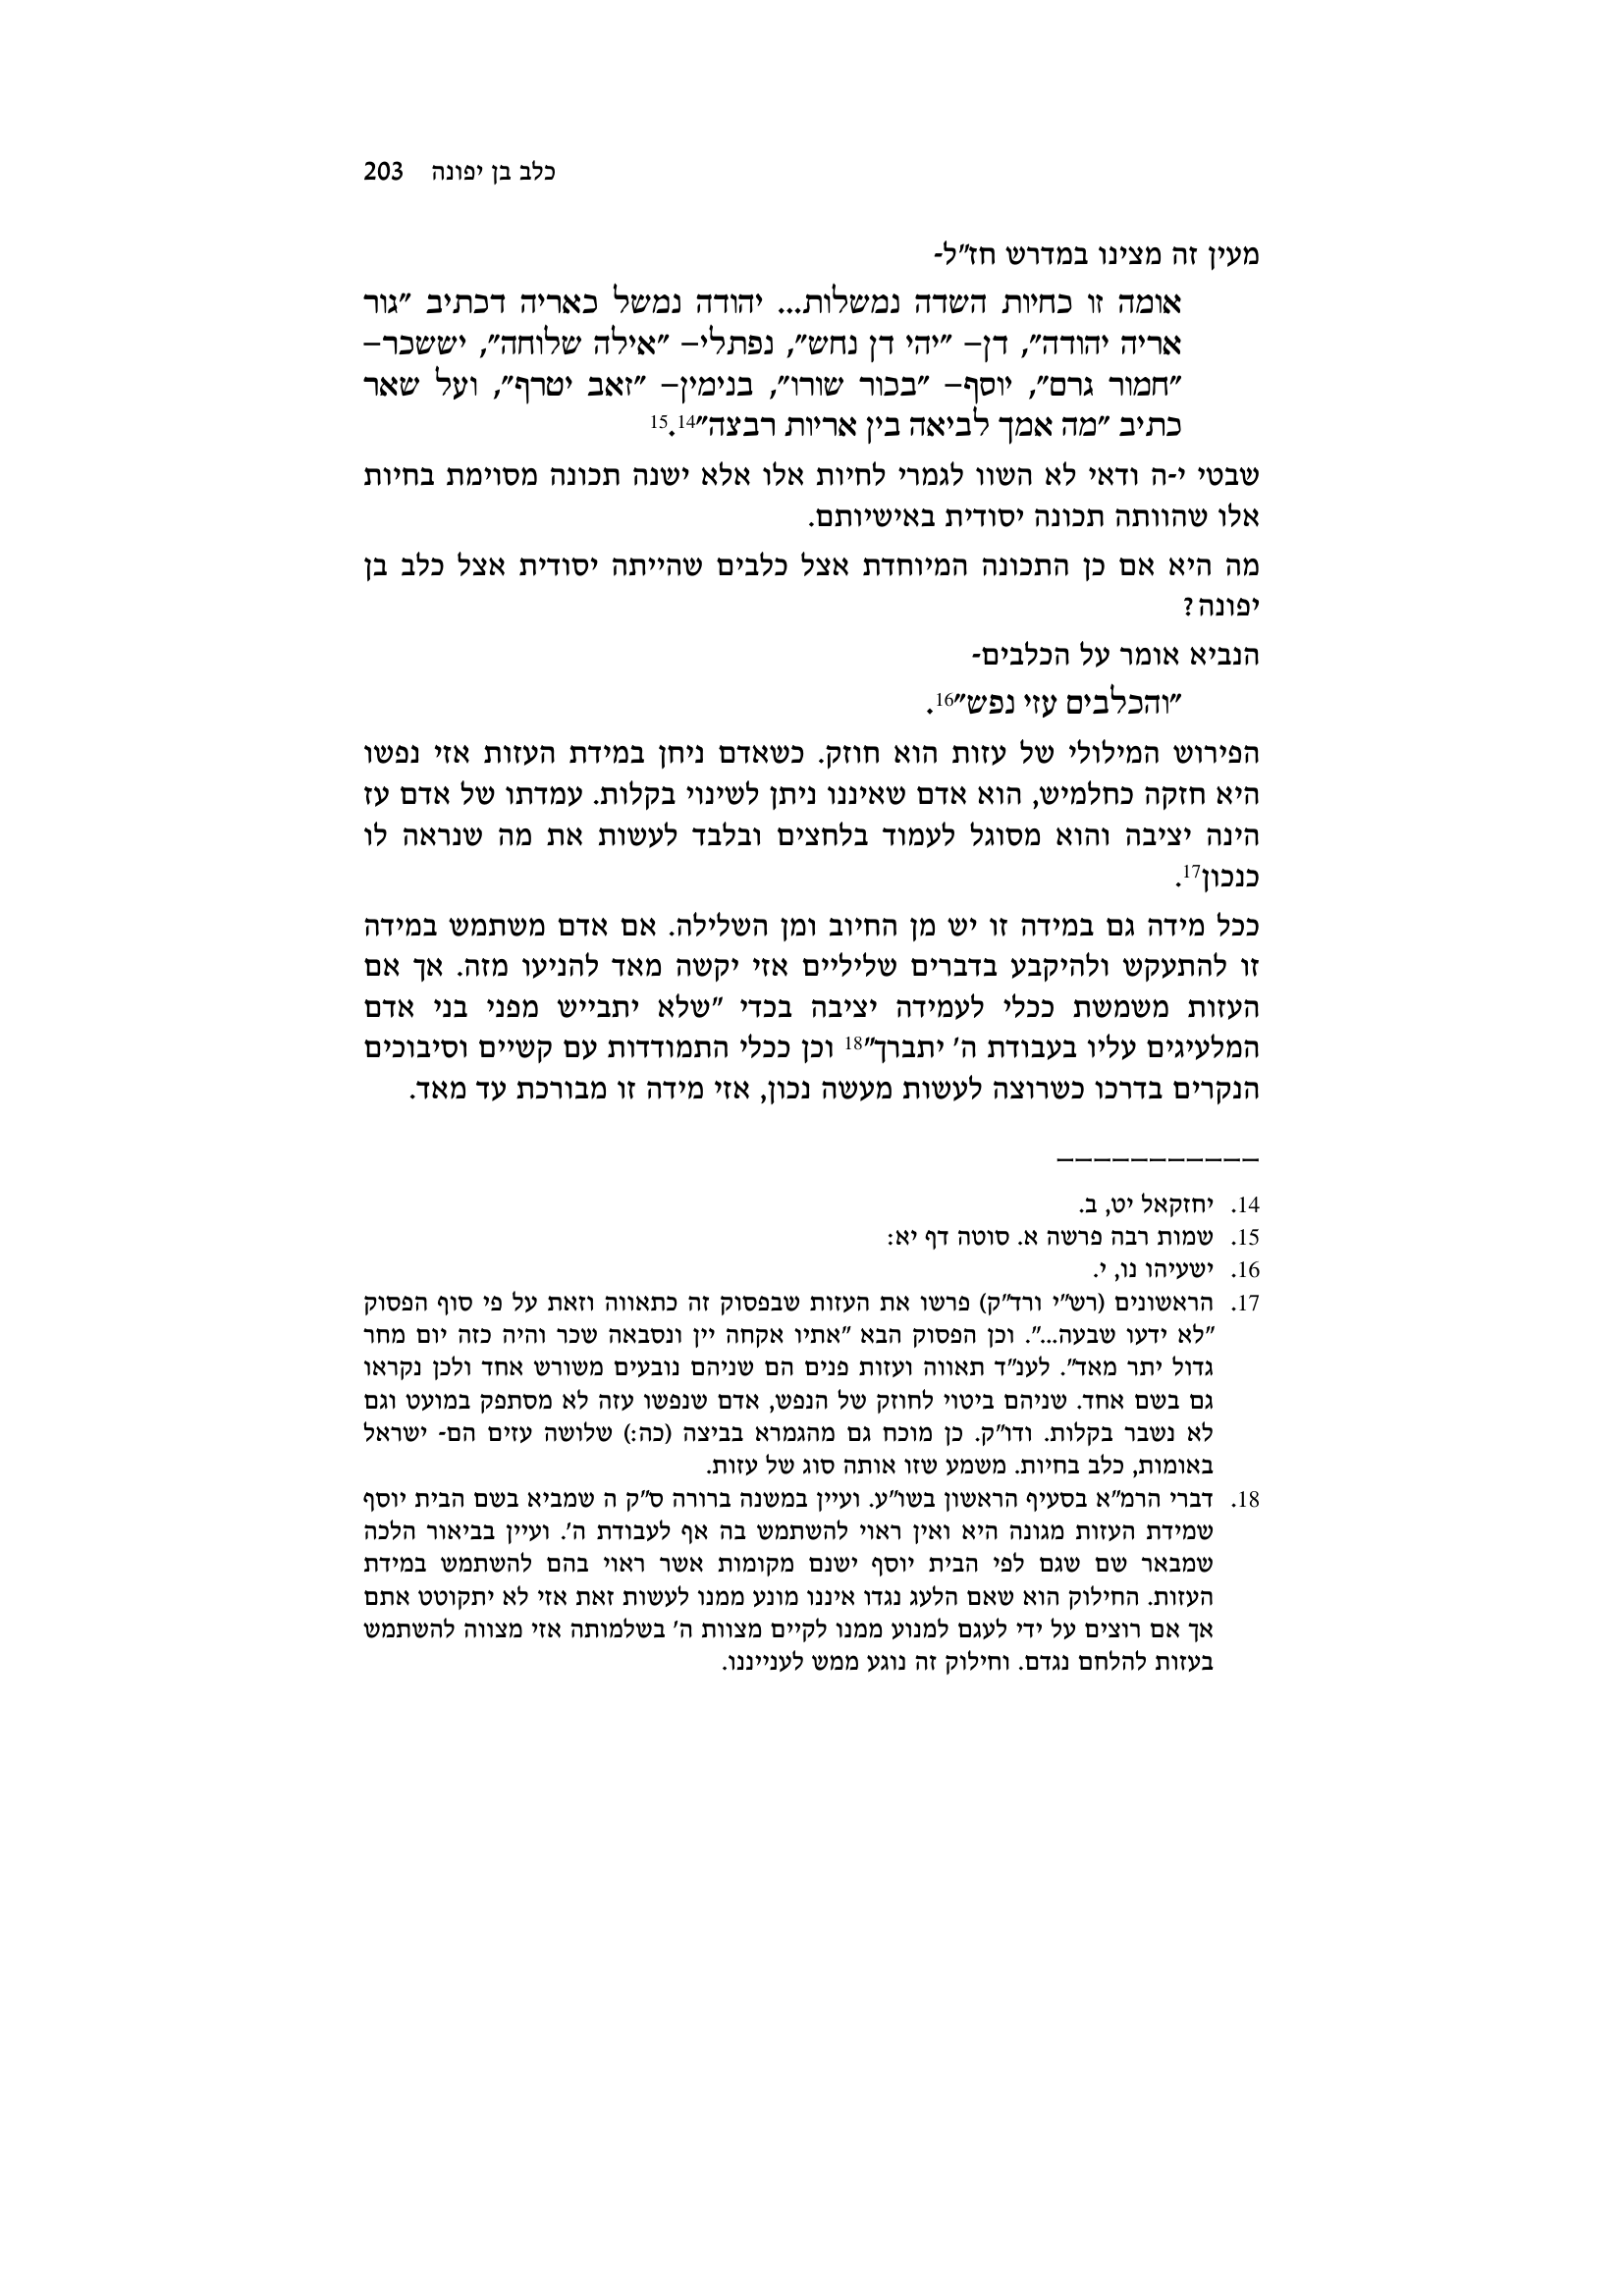 כלב בן יפונה 203
מעין זה מצינו במדרש חז"ל-
אומה זו כחיות השדה נמשלות... יהודה נמשל כאריה דכתיב "גור
אריה יהודה", דן– "יהי דן נחש", נפתלי– "אילה שלוחה", יששכר–
"חמור גרם", יוסף– "בכור שורו", בנימין– "זאב יטרף", ועל שאר
כתיב "מה אמך לביאה בין אריות רבצה"14.15
שבטי י-ה ודאי לא השוו לגמרי לחיות אלו אלא ישנה תכונה מסוימת בחיות
אלו שהוותה תכונה יסודית באישיותם.
מה היא אם כן התכונה המיוחדת אצל כלבים שהייתה יסודית אצל כלב בן
יפונה?
הנביא אומר על הכלבים-
"והכלבים עזי נפש"16.
הפירוש המילולי של עזות הוא חוזק. כשאדם ניחן במידת העזות אזי נפשו
היא חזקה כחלמיש, הוא אדם שאיננו ניתן לשינוי בקלות. עמדתו של אדם עז
הינה יציבה והוא מסוגל לעמוד בלחצים ובלבד לעשות את מה שנראה לו
כנכון17.
ככל מידה גם במידה זו יש מן החיוב ומן השלילה. אם אדם משתמש במידה
זו להתעקש ולהיקבע בדברים שליליים אזי יקשה מאד להניעו מזה. אך אם
העזות משמשת ככלי לעמידה יציבה בכדי "שלא יתבייש מפני בני אדם
המלעיגים עליו בעבודת ה' יתברך"18 וכן ככלי התמודדות עם קשיים וסיבוכים
הנקרים בדרכו כשרוצה לעשות מעשה נכון, אזי מידה זו מבורכת עד מאד.
–––––––––––
14. יחזקאל יט, ב.
15. שמות רבה פרשה א. סוטה דף יא:
16. ישעיהו נו, י.
17. הראשונים (רש"י ורד"ק) פרשו את העזות שבפסוק זה כתאווה וזאת על פי סוף הפסוק
"לא ידעו שבעה...". וכן הפסוק הבא "אתיו אקחה יין ונסבאה שכר והיה כזה יום מחר
גדול יתר מאד". לענ"ד תאווה ועזות פנים הם שניהם נובעים משורש אחד ולכן נקראו
גם בשם אחד. שניהם ביטוי לחוזק של הנפש, אדם שנפשו עזה לא מסתפק במועט וגם
לא נשבר בקלות. ודו"ק. כן מוכח גם מהגמרא בביצה (כה:) שלושה עזים הם- ישראל
באומות, כלב בחיות. משמע שזו אותה סוג של עזות.
18. דברי הרמ"א בסעיף הראשון בשו"ע. ועיין במשנה ברורה ס"ק ה שמביא בשם הבית יוסף
שמידת העזות מגונה היא ואין ראוי להשתמש בה אף לעבודת ה'. ועיין בביאור הלכה
שמבאר שם שגם לפי הבית יוסף ישנם מקומות אשר ראוי בהם להשתמש במידת
העזות. החילוק הוא שאם הלעג נגדו איננו מונע ממנו לעשות זאת אזי לא יתקוטט אתם
אך אם רוצים על ידי לעגם למנוע ממנו לקיים מצוות ה' בשלמותה אזי מצווה להשתמש
בעזות להלחם נגדם. וחילוק זה נוגע ממש לענייננו.